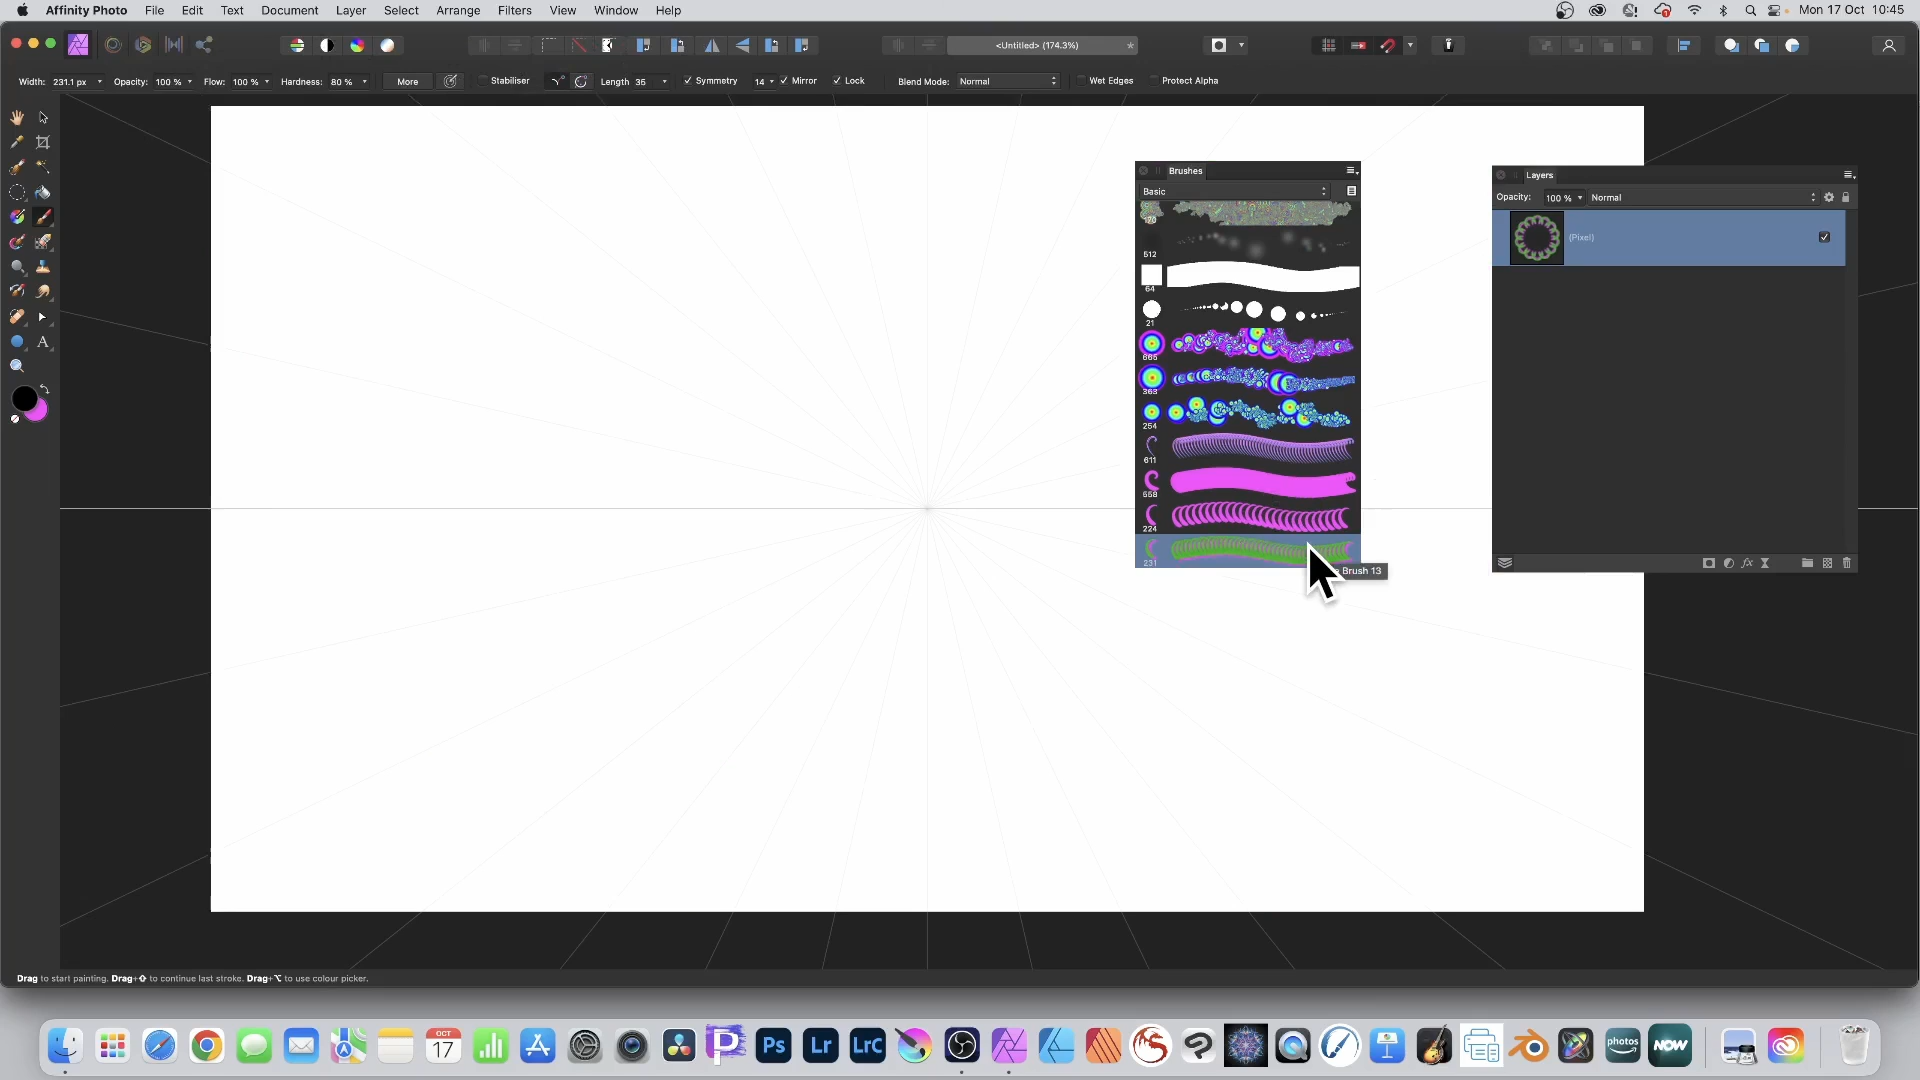 Affinity Photo File Edit Text Document Layer Select Arrange Filters View Window Help Mon 17 Oct 10:45
<Untitled> (174.3%) *
Width: 231.1 px Opacity: 100 % Flow: 100 % Hardness: 80 % More Stabiliser Length 35 Symmetry 14 Mirror Lock Blend Mode: Normal Wet Edges Protect Alpha
Brushes
Basic
512
64
21
665
363
254
611
558
224
231
Brush 13
Layers
Opacity: 100 % Normal
(Pixel)
A
Drag to start painting. Drag+⇧ to continue last stroke. Drag+⌥ to use colour picker.
OCT
17
Ps
Lr
LrC
photos
NOW